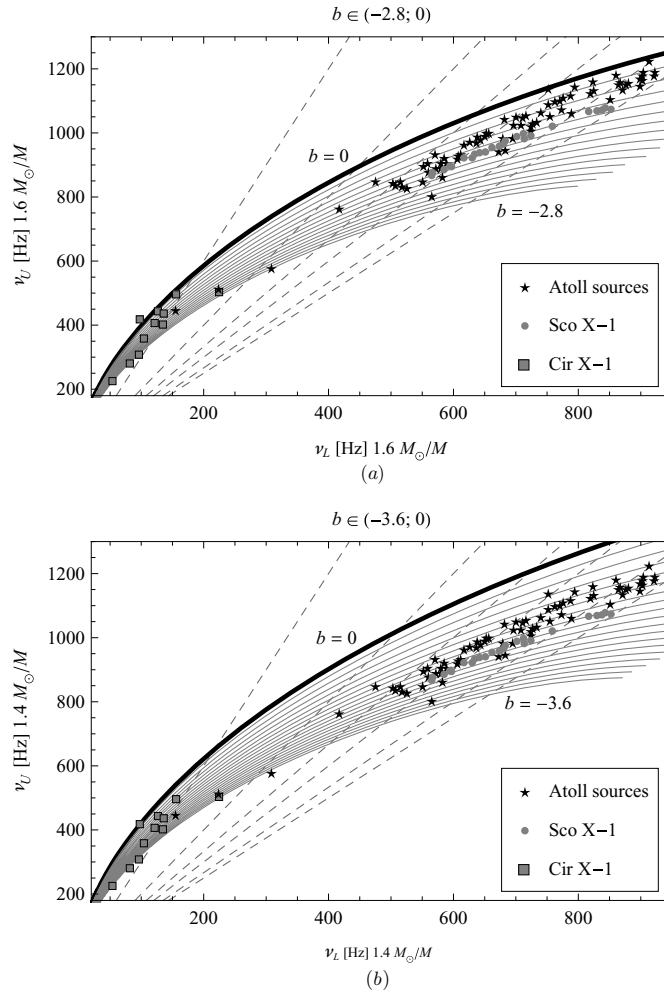 b ∈ (−2.8; 0)
1200
1000
800
600
400
200
ν_U [Hz] 1.6 M_⊙/M
b = 0
b = −2.8
Atoll sources
Sco X−1
Cir X−1
200 400 600 800
ν_L [Hz] 1.6 M_⊙/M
(a)
b ∈ (−3.6; 0)
1200
1000
800
600
400
200
ν_U [Hz] 1.4 M_⊙/M
b = 0
b = −3.6
Atoll sources
Sco X−1
Cir X−1
200 400 600 800
ν_L [Hz] 1.4 M_⊙/M
(b)